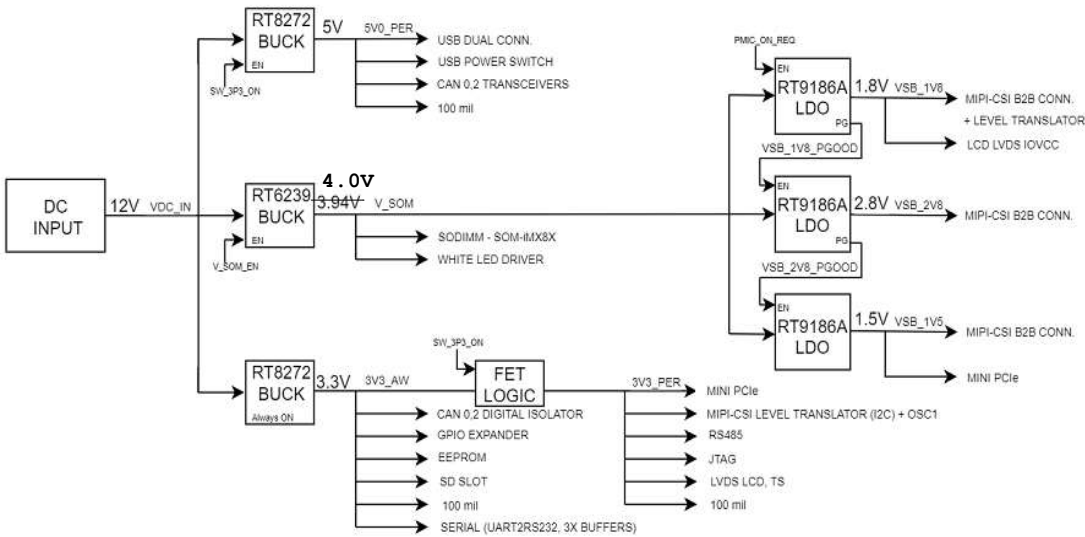 RT8272
BUCK
EN
SW_3P3_ON
5V
5V0_PER
USB DUAL CONN.
USB POWER SWITCH
CAN 0,2 TRANSCEIVERS
100 mil
DC
INPUT
12V
VDC_IN
RT6239
BUCK
EN
V_SOM_EN
4.0V
3.94V
V_SOM
SODIMM - SOM-iMX8X
WHITE LED DRIVER
RT8272
BUCK
Always ON
3.3V
3V3_AW
CAN 0,2 DIGITAL ISOLATOR
GPIO EXPANDER
EEPROM
SD SLOT
100 mil
SERIAL (UART2RS232, 3X BUFFERS)
SW_3P3_ON
FET
LOGIC
3V3_PER
MINI PCIe
MIPI-CSI LEVEL TRANSLATOR (I2C) + OSC1
RS485
JTAG
LVDS LCD, TS
100 mil
PMIC_ON_REQ
EN
RT9186A
LDO
PG
1.8V
VSB_1V8
MIPI-CSI B2B CONN.
+ LEVEL TRANSLATOR
LCD LVDS IOVCC
VSB_1V8_PGOOD
EN
RT9186A
LDO
PG
2.8V
VSB_2V8
MIPI-CSI B2B CONN.
VSB_2V8_PGOOD
EN
RT9186A
LDO
1.5V
VSB_1V5
MIPI-CSI B2B CONN.
MINI PCIe